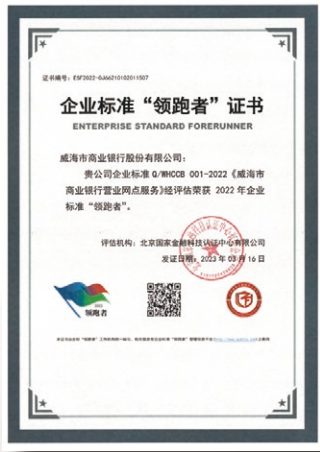 证书编号：ESF2022-QJ66210102011507
企业标准“领跑者”证书
ENTERPRISE STANDARD FORERUNNER
威海市商业银行股份有限公司：
贵公司企业标准 Q/WHCCB 001-2022《威海市
商业银行营业网点服务》经评估荣获 2022 年企业
标准“领跑者”。
评估机构：北京国家金融科技认证中心有限公司
发证日期：2023 年 03 月 16 日
2022
领跑者